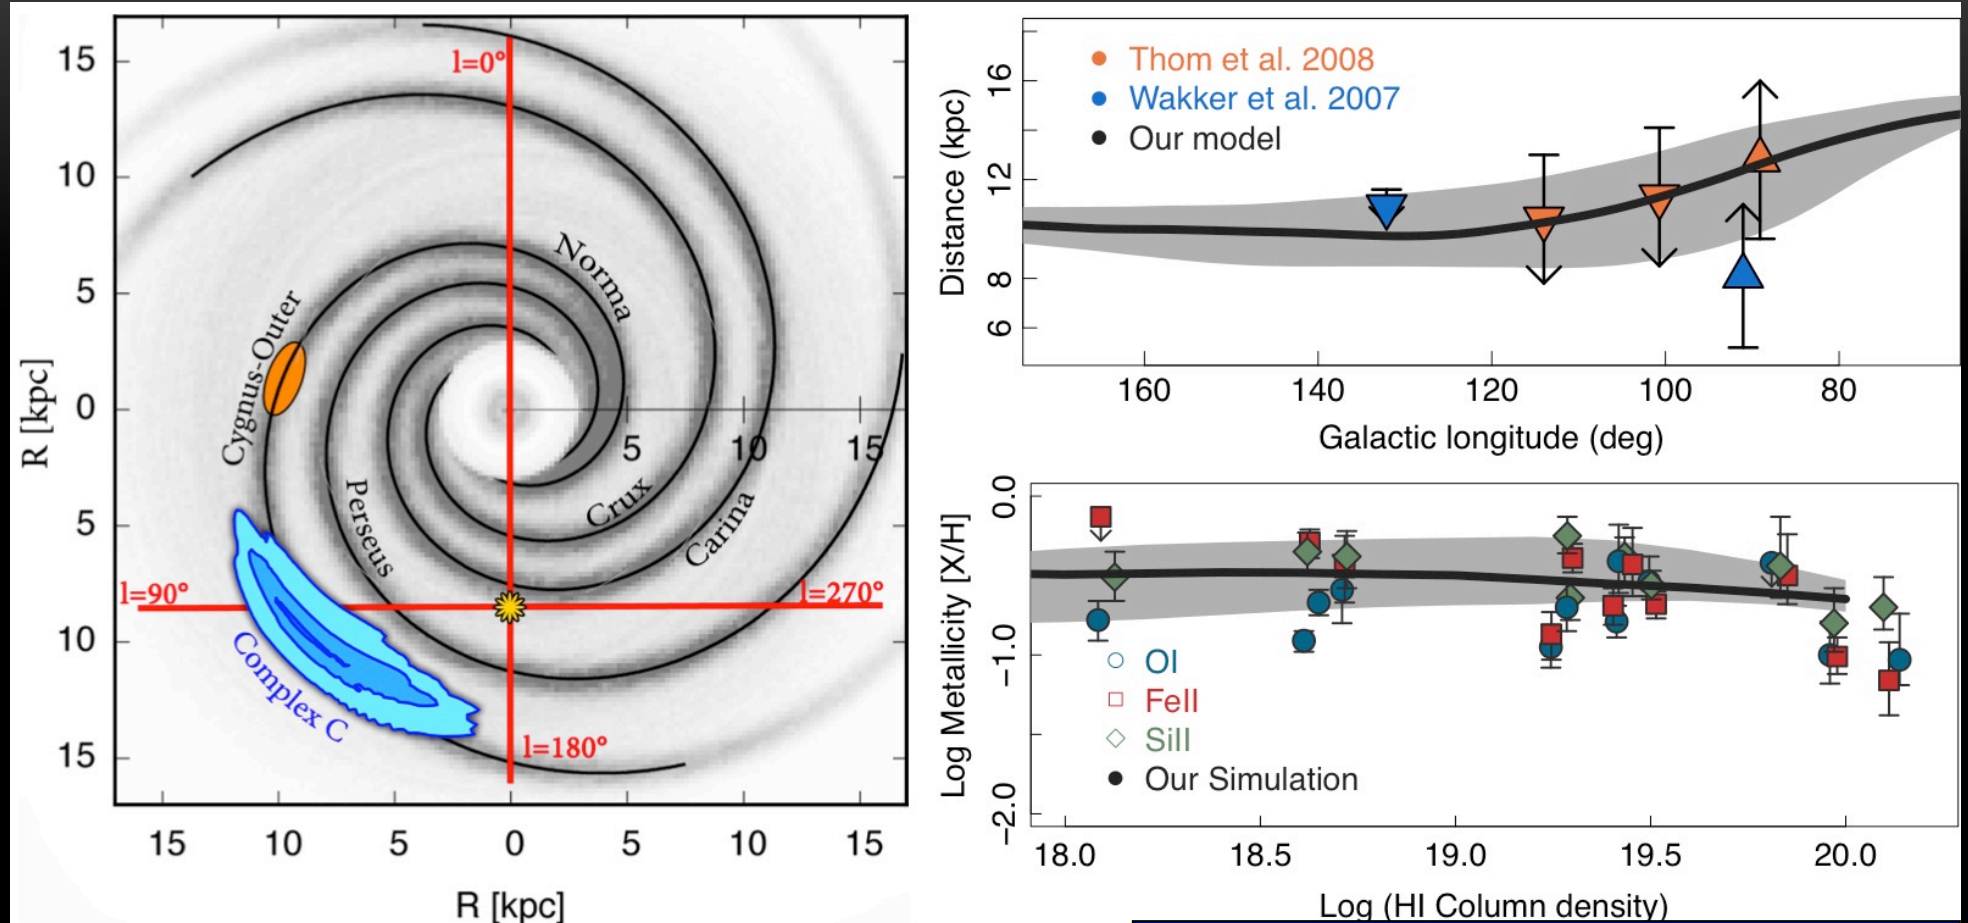 l=0°
15
10
5
0
5
10
15
R [kpc]
Norma
Cygnus-Outer
5 10 15
Perseus
Crux
Carina
l=90°
l=270°
Complex C
l=180°
15 10 5 0 5 10 15
R [kpc]
Thom et al. 2008
Wakker et al. 2007
Our model
16
12
8
6
Distance (kpc)
160 140 120 100 80
Galactic longitude (deg)
0.0
−1.0
−2.0
Log Metallicity [X/H]
OI
FeII
SiII
Our Simulation
18.0 18.5 19.0 19.5 20.0
Log (HI Column density)